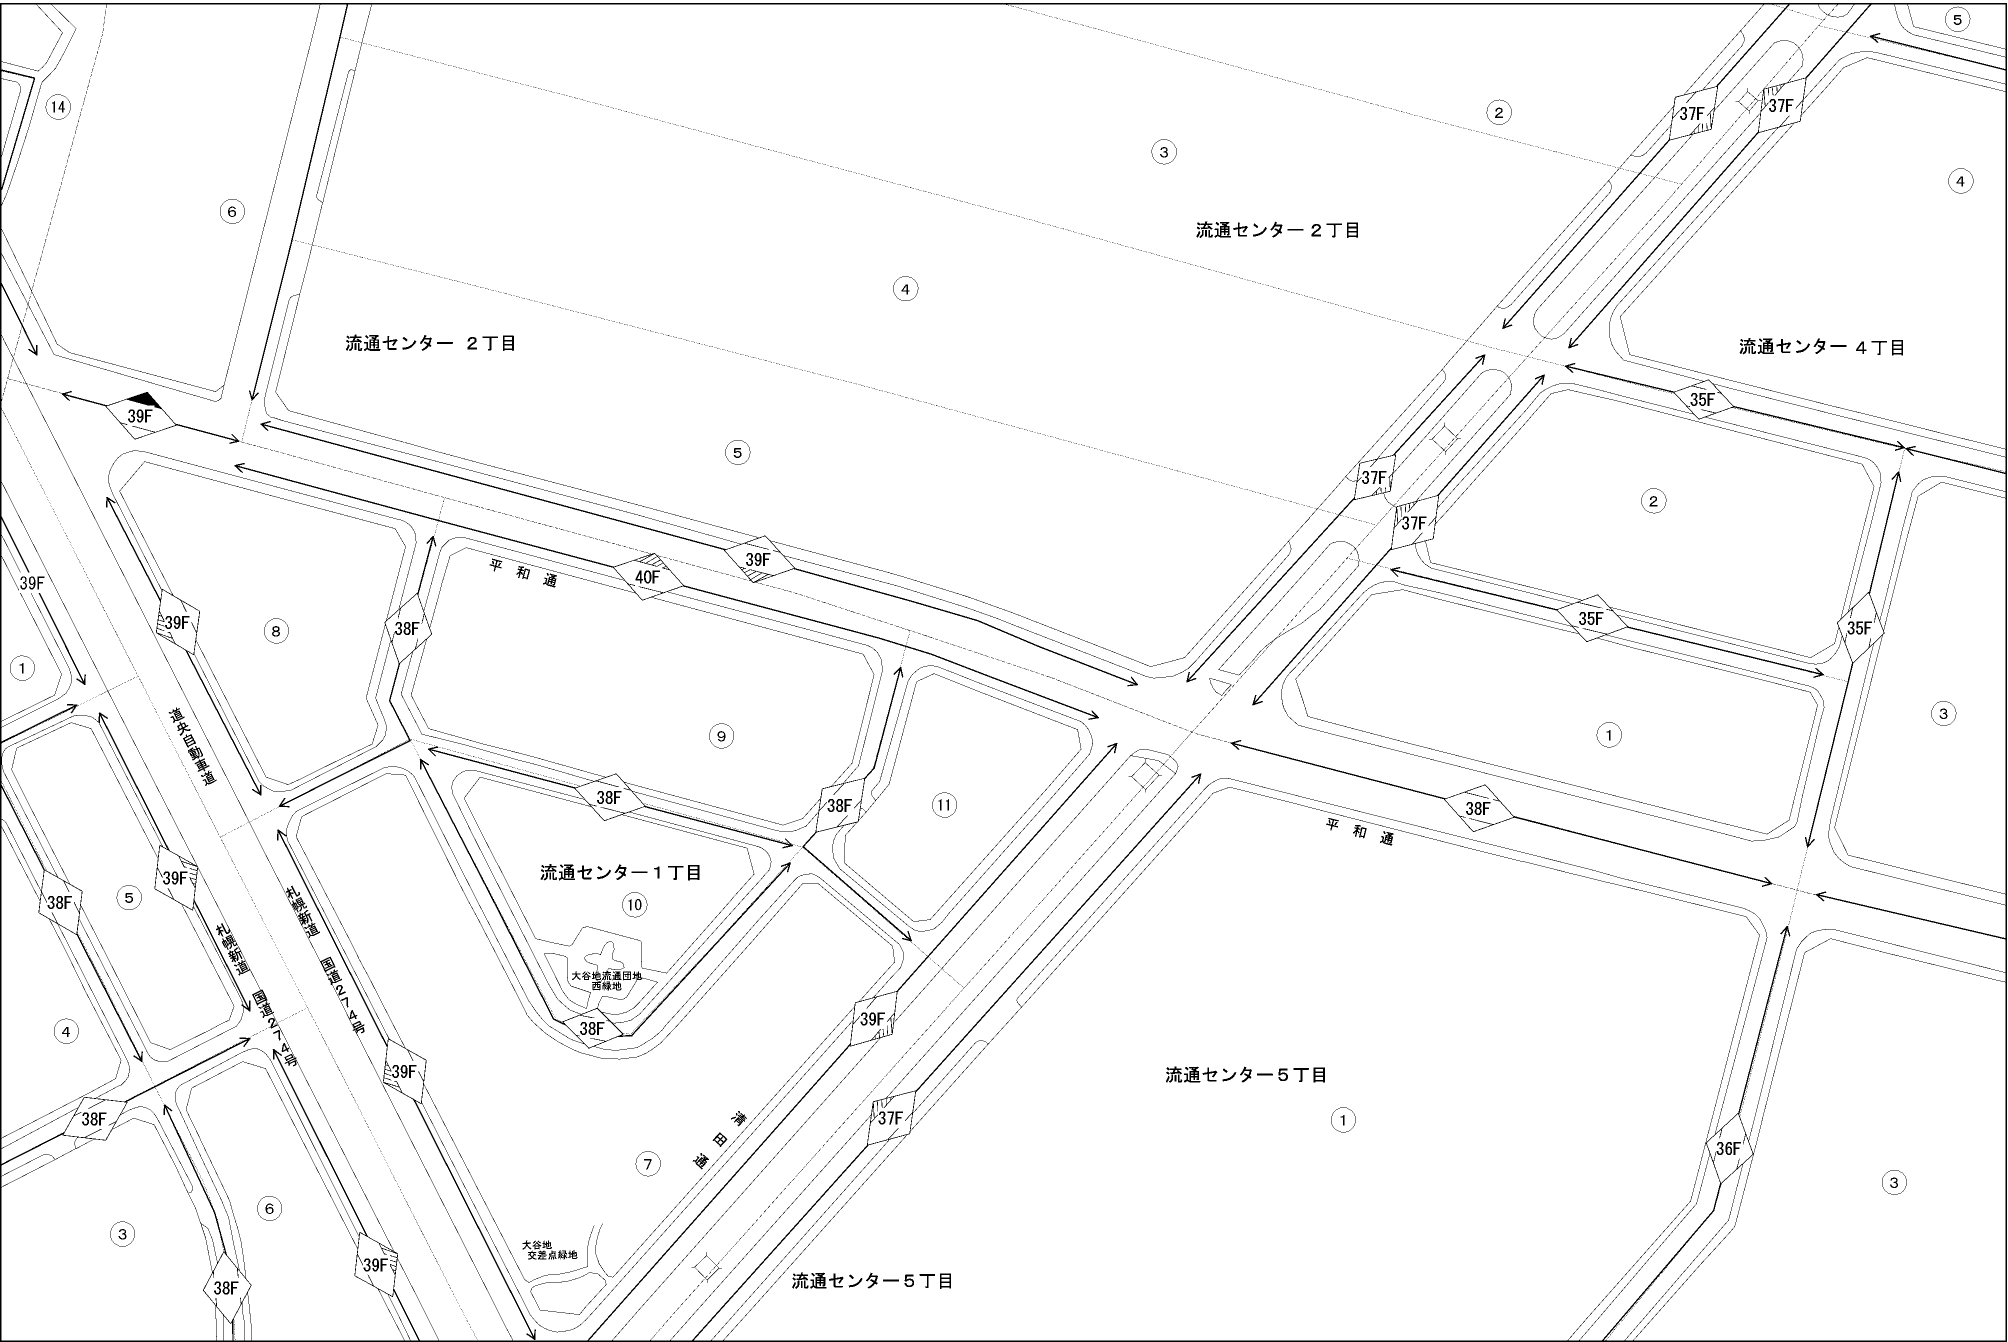 ⑤
⑭
②
37F
37F
③
④
⑥
流通センター２丁目
④
流通センター ２丁目
流通センター４丁目
39F
35F
⑤
37F
②
37F
39F
平和通
40F
39F
35F
39F
38F
⑧
35F
①
道央自動車道
⑨
①
③
38F
38F
⑪
38F
平和通
流通センター１丁目
39F
⑤
38F
⑩
札幌新道 国道２７４号
札幌新道 国道２７４号
大谷地流通団地
西緑地
38F
39F
④
39F
流通センター５丁目
38F
37F
①
清田通
36F
⑦
③
⑥
③
大谷地
交差点緑地
39F
38F
流通センター５丁目